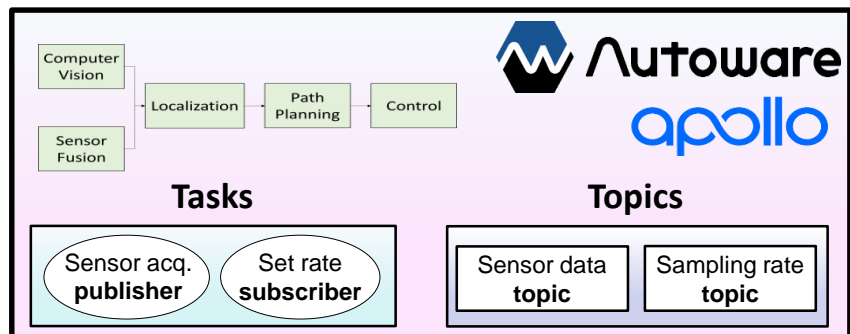 Computer
Vision
Sensor
Fusion
Localization
Path
Planning
Control
Autoware
apollo
Tasks
Sensor acq.
publisher
Set rate
subscriber
Topics
Sensor data
topic
Sampling rate
topic